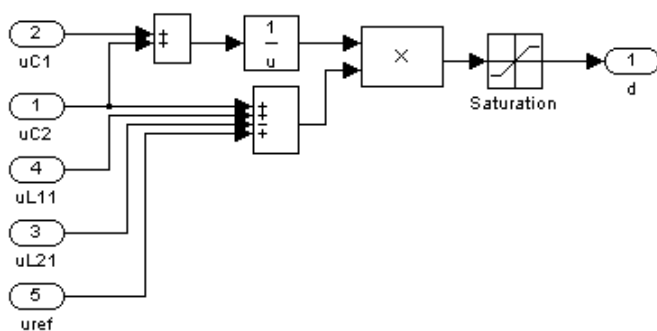 2
uC1
+
+
1
u
×
Saturation
1
d
1
uC2
+
+
−
+
4
uL11
3
uL21
5
uref